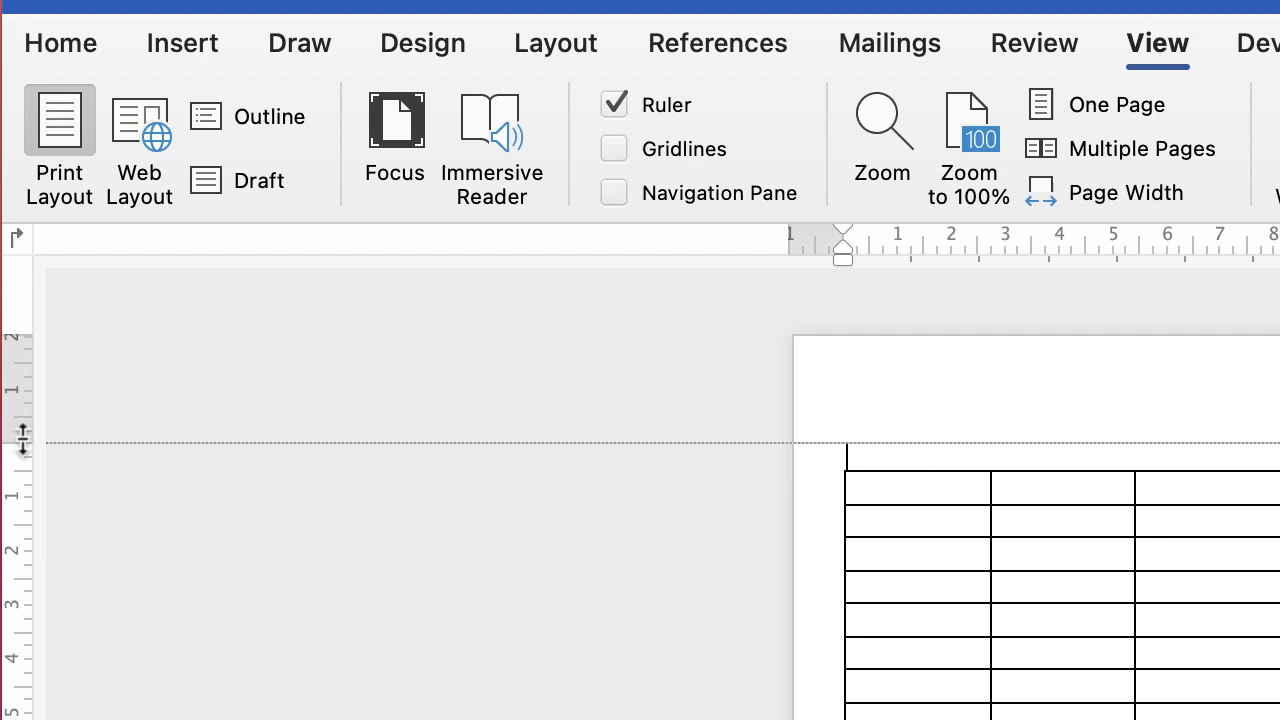 Home Insert Draw Design Layout References Mailings Review View Dev
Print Layout
Web Layout
Outline
Draft
Focus
Immersive Reader
Ruler
Gridlines
Navigation Pane
Zoom
100
Zoom to 100%
One Page
Multiple Pages
Page Width
1 1 2 3 4 5 6 7 8
2
1
1
2
3
4
5